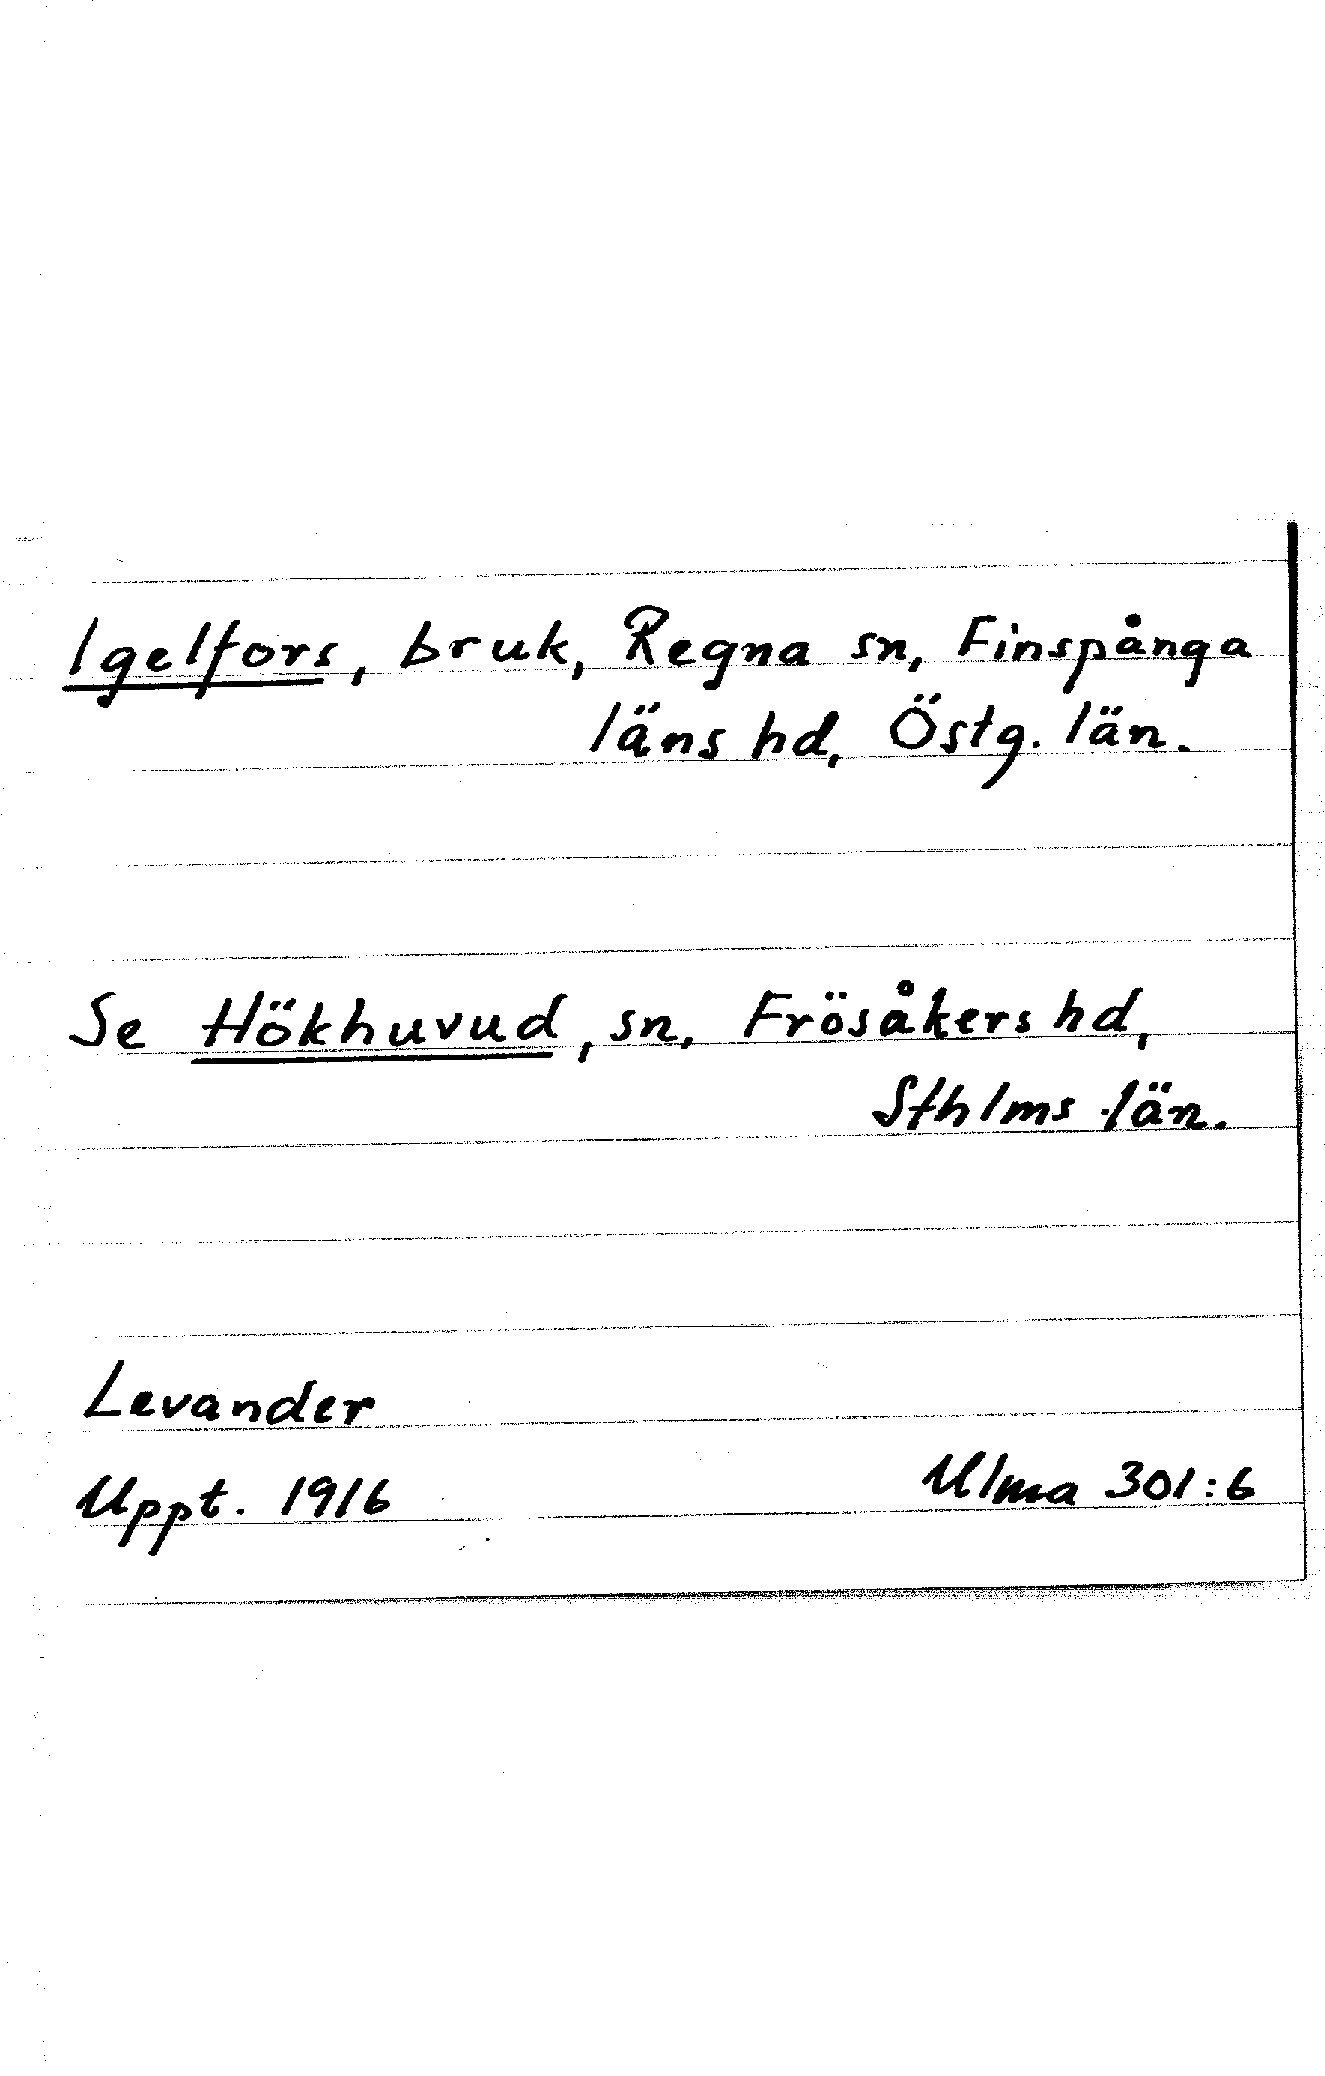 Igelfors, bruk, Regna sn, Finspånga
läns hd, Östg. län.
Se Hökhuvud, sn, Frösåkers hd,
Sthlms län.
Levander
Uppt. 1916
Ulma 301:6